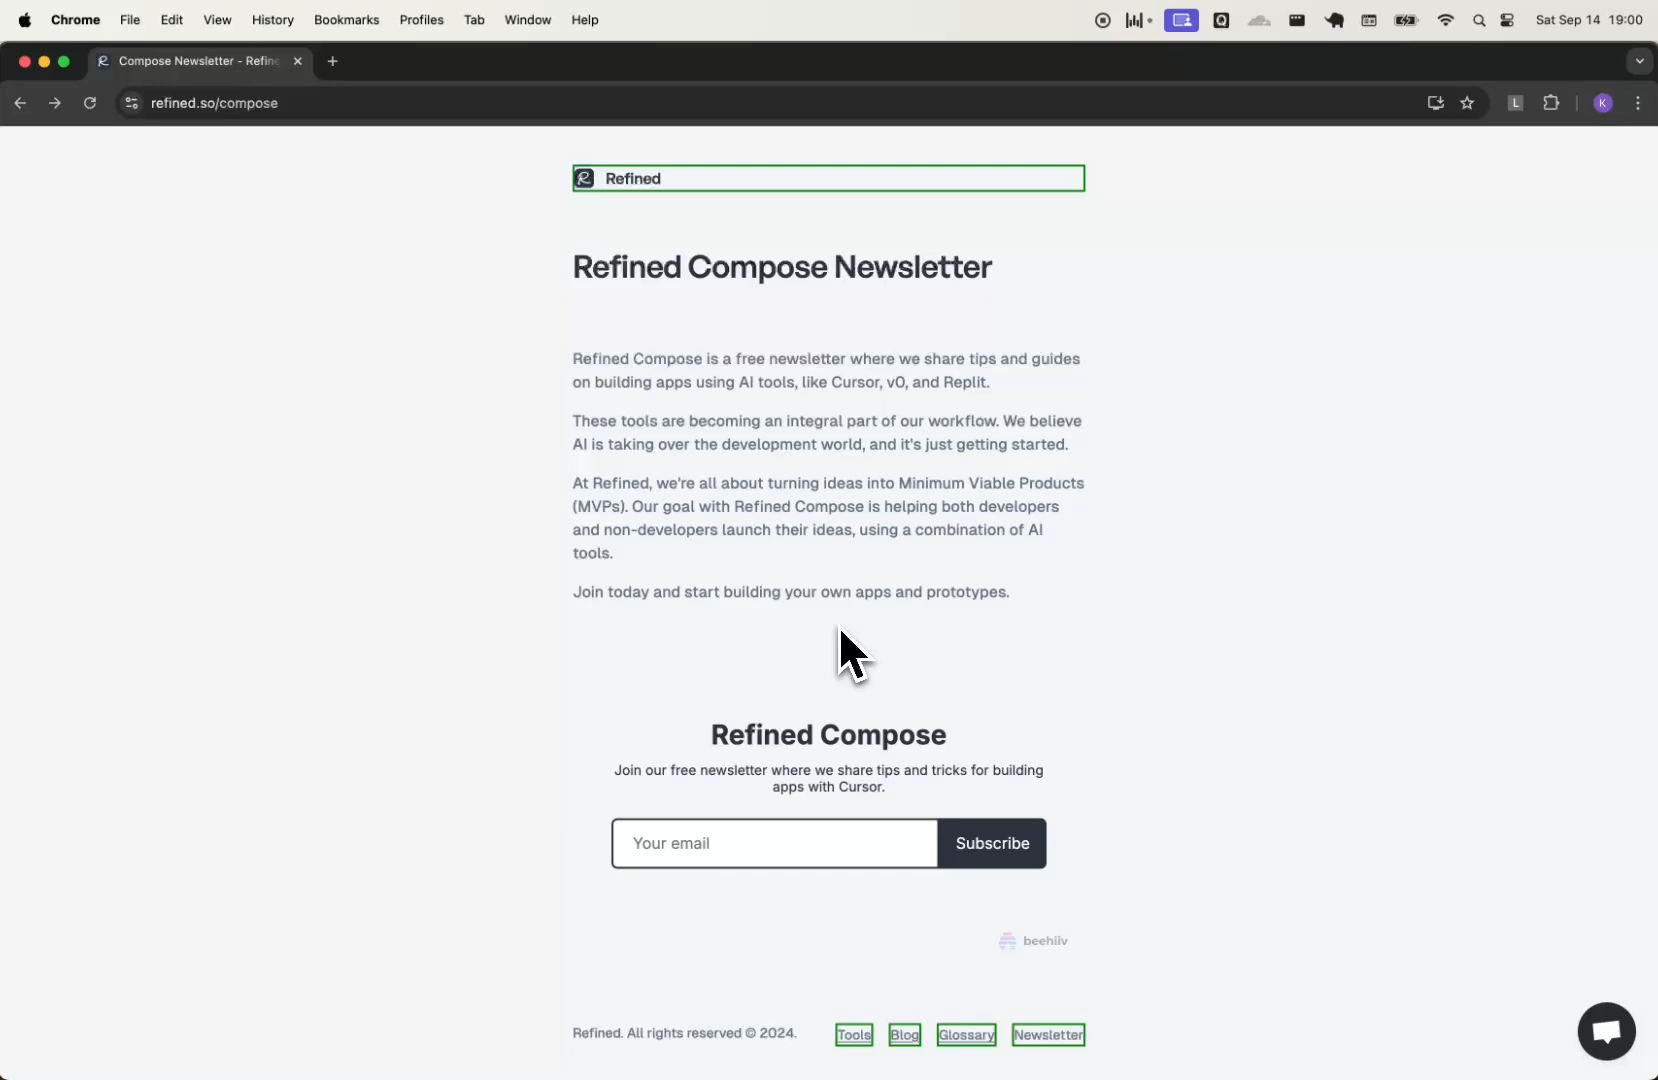 Chrome File Edit View History Bookmarks Profiles Tab Window Help Sat Sep 14 19:00
Compose Newsletter - Refine
refined.so/compose
L
K
Refined
Refined Compose Newsletter
Refined Compose is a free newsletter where we share tips and guides
on building apps using AI tools, like Cursor, v0, and Replit.
These tools are becoming an integral part of our workflow. We believe
AI is taking over the development world, and it's just getting started.
At Refined, we're all about turning ideas into Minimum Viable Products
(MVPs). Our goal with Refined Compose is helping both developers
and non-developers launch their ideas, using a combination of AI
tools.
Join today and start building your own apps and prototypes.
Refined Compose
Join our free newsletter where we share tips and tricks for building
apps with Cursor.
Your email Subscribe
beehiiv
Refined. All rights reserved © 2024. Tools Blog Glossary Newsletter